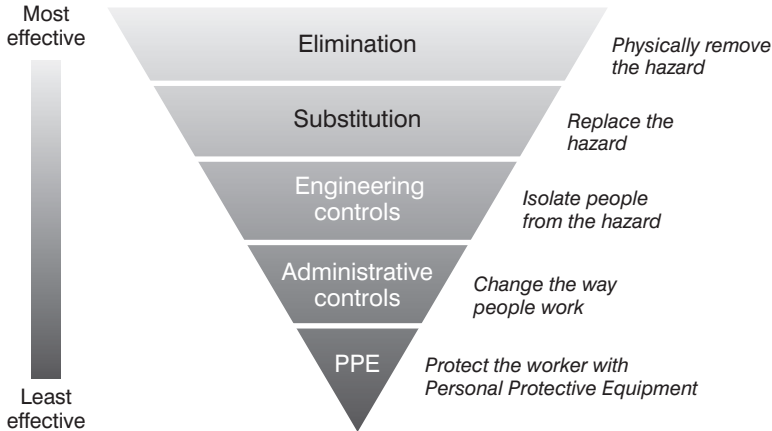 Most
effective
Elimination
Physically remove
the hazard
Substitution
Replace the
hazard
Engineering
controls
Isolate people
from the hazard
Administrative
controls
Change the way
people work
PPE
Protect the worker with
Personal Protective Equipment
Least
effective